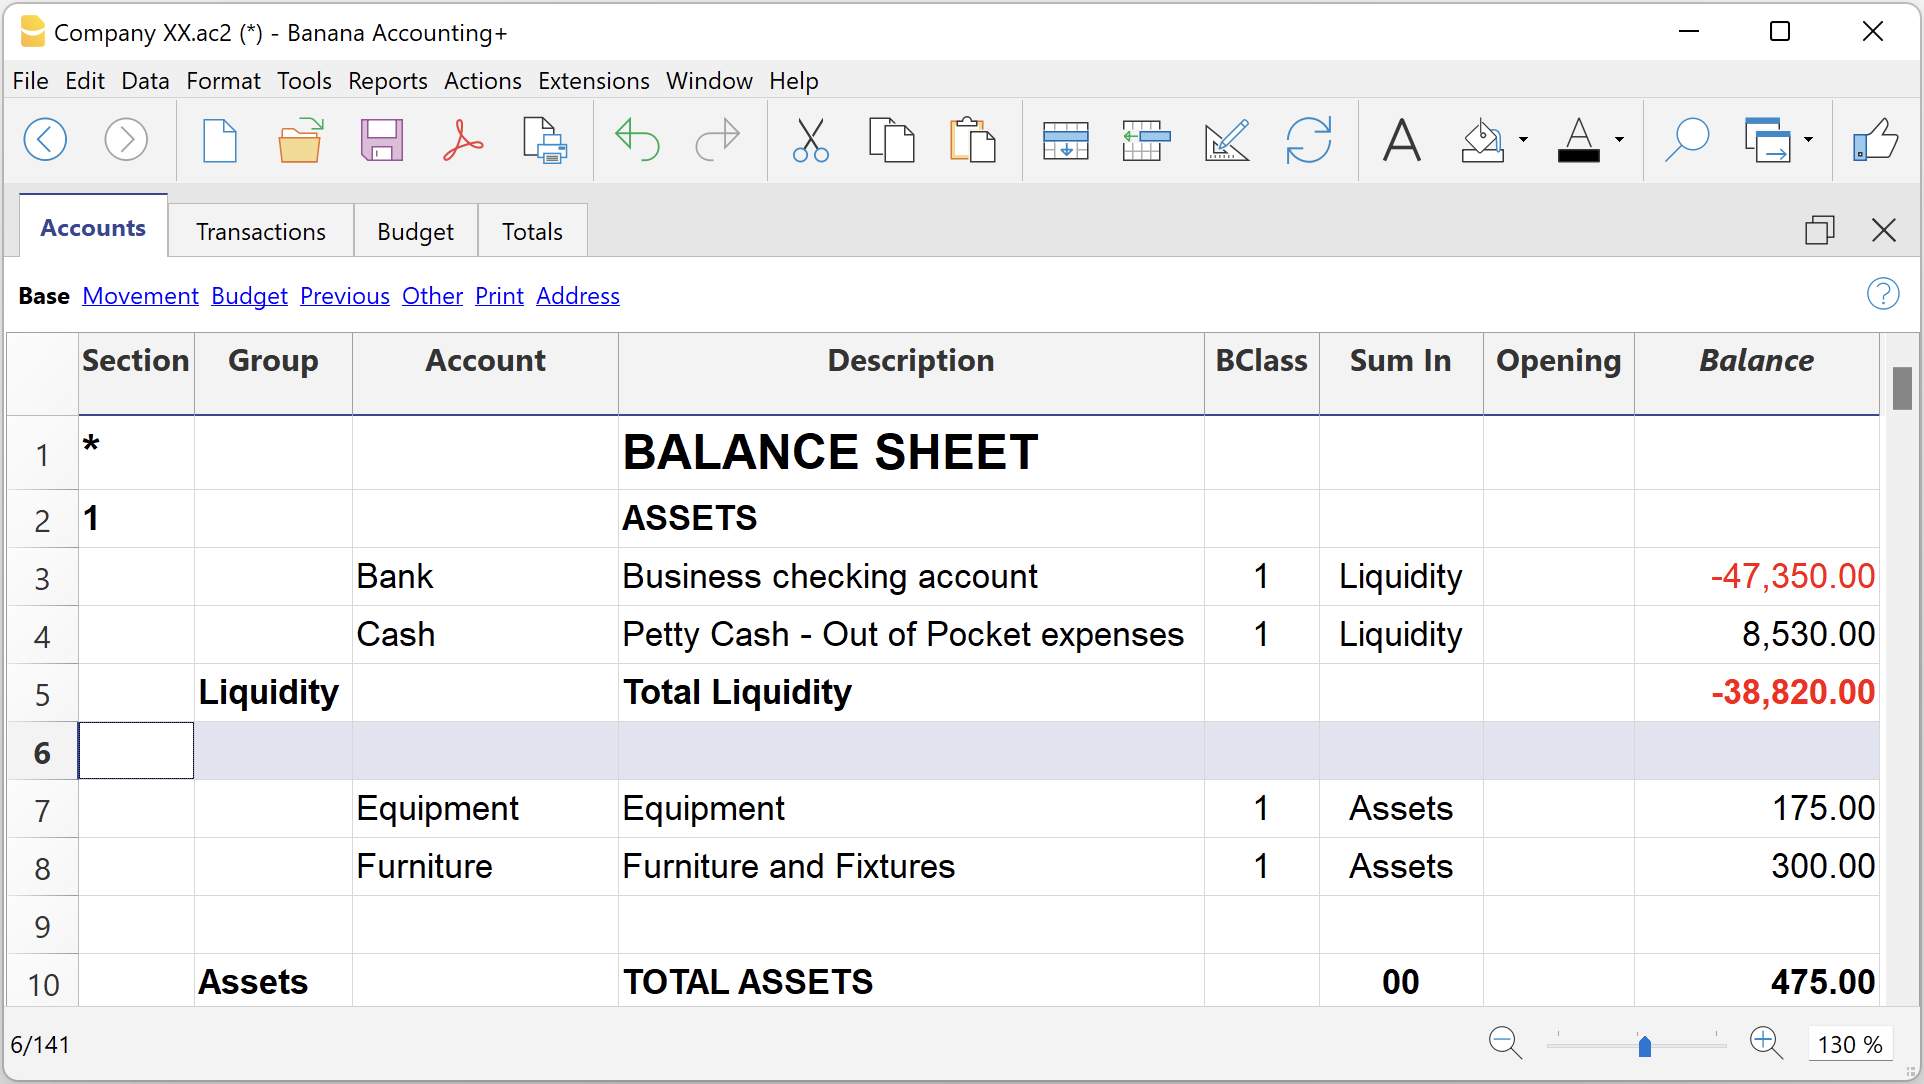 Company XX.ac2 (*) - Banana Accounting+
File Edit Data Format Tools Reports Actions Extensions Window Help
Accounts Transactions Budget Totals
Base Movement Budget Previous Other Print Address
Section Group Account Description BClass Sum In Opening Balance
1 * BALANCE SHEET
2 1 ASSETS
3 Bank Business checking account 1 Liquidity -47,350.00
4 Cash Petty Cash - Out of Pocket expenses 1 Liquidity 8,530.00
5 Liquidity Total Liquidity -38,820.00
6
7 Equipment Equipment 1 Assets 175.00
8 Furniture Furniture and Fixtures 1 Assets 300.00
9
10 Assets TOTAL ASSETS 00 475.00
6/141 130 %